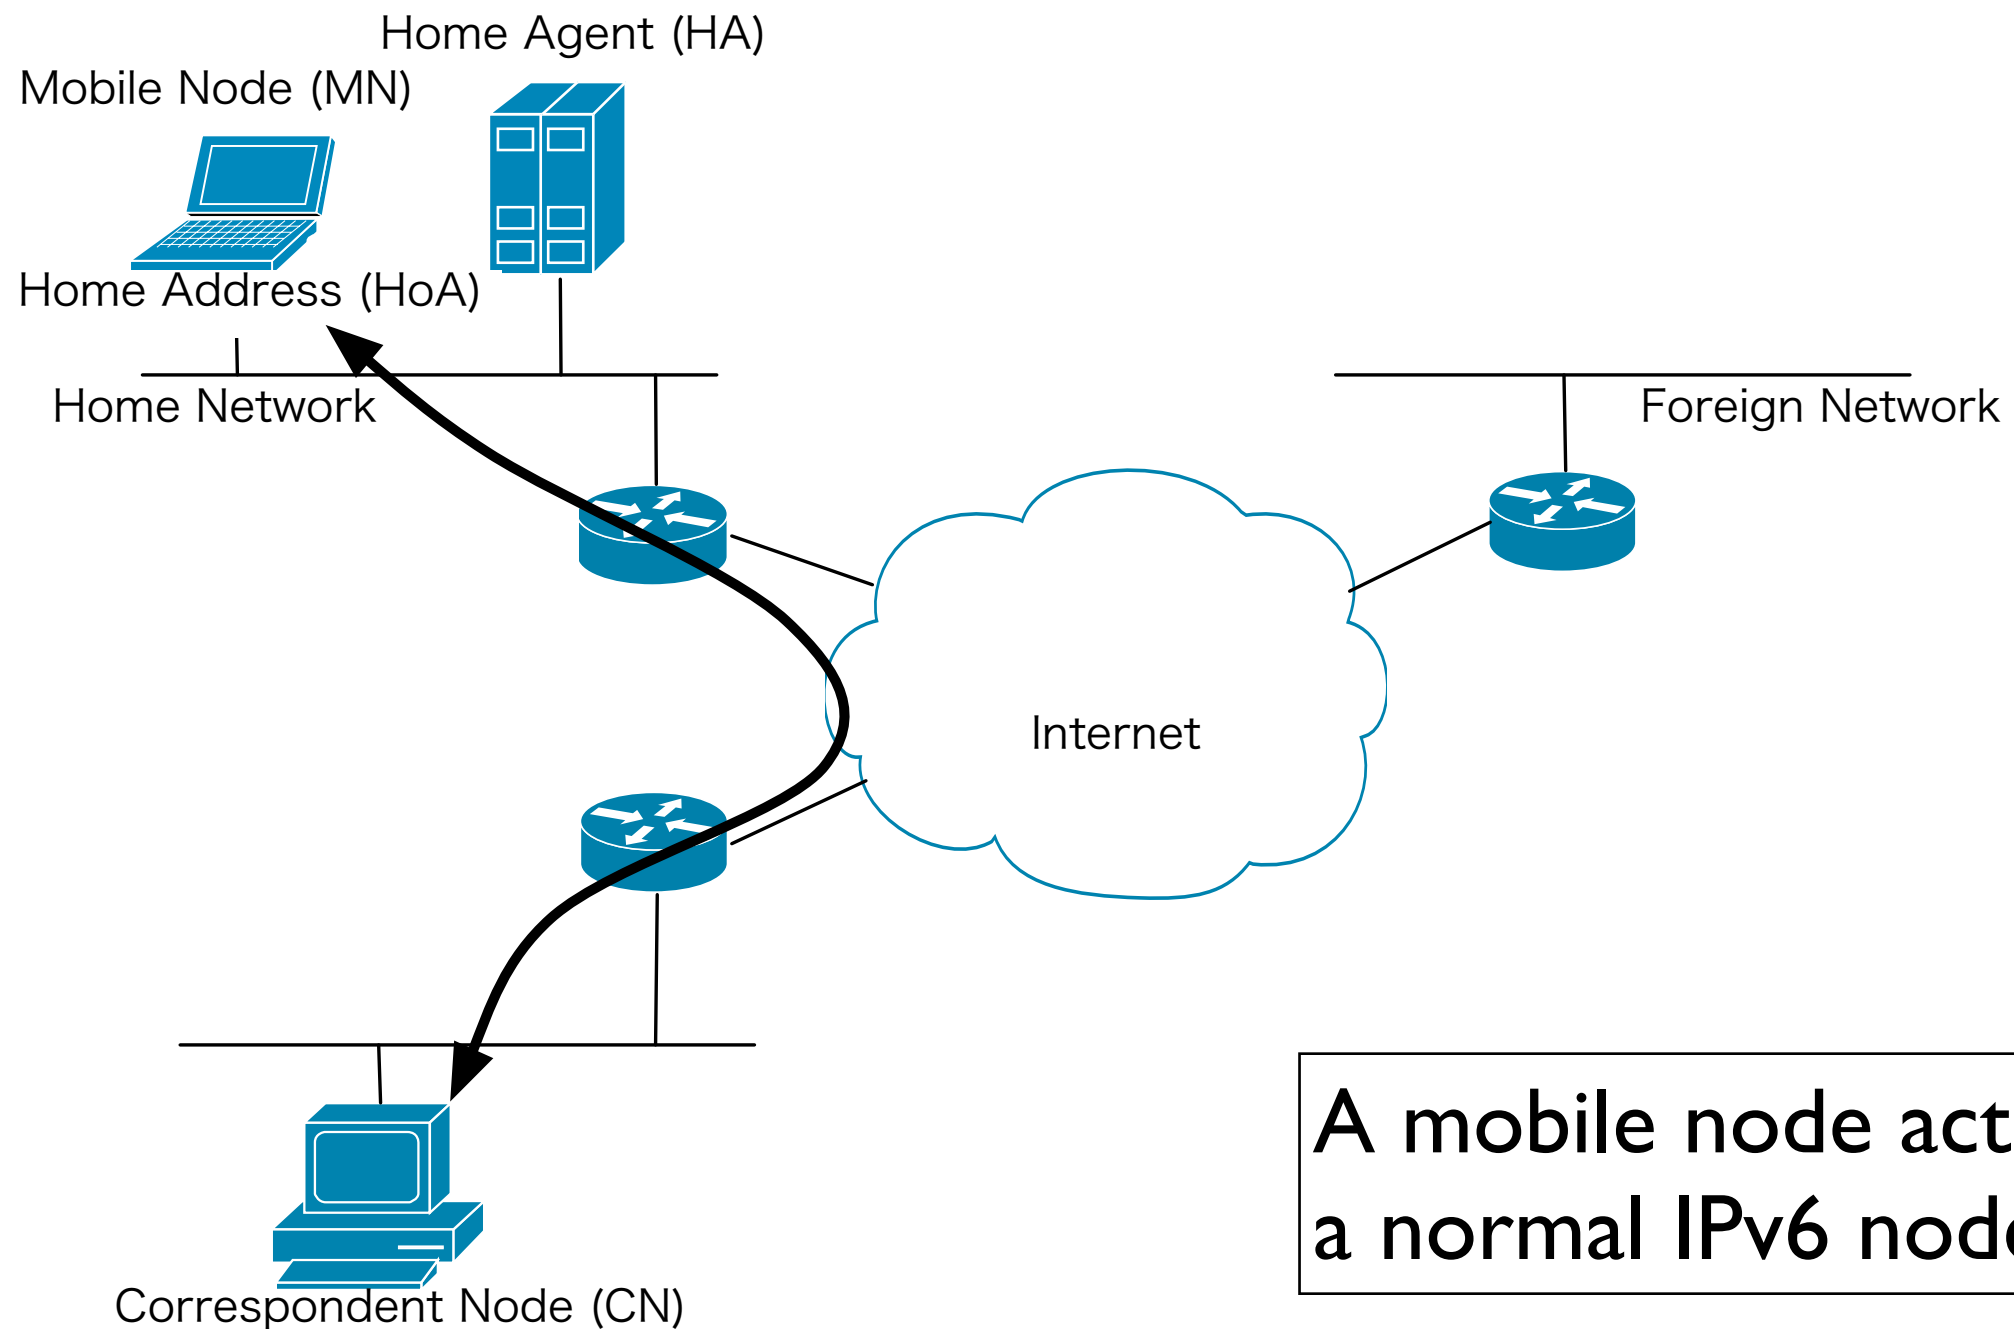 Home Agent (HA)
Mobile Node (MN)
Home Address (HoA)
Home Network
Foreign Network
Internet
A mobile node act
a normal IPv6 node
Correspondent Node (CN)